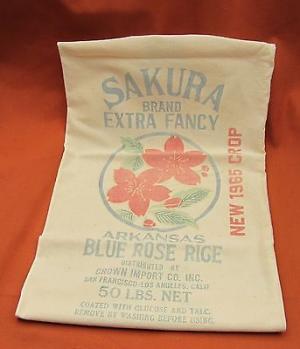 SAKURA
BRAND
EXTRA FANCY
NEW 1965 CROP
ARKANSAS
BLUE ROSE RICE
DISTRIBUTED BY
CROWN IMPORT CO. INC.
SAN FRANCISCO-LOS ANGELES, CALIF
50 LBS. NET
COATED WITH GLUCOSE AND TALC.
REMOVE BY WASHING BEFORE USING.